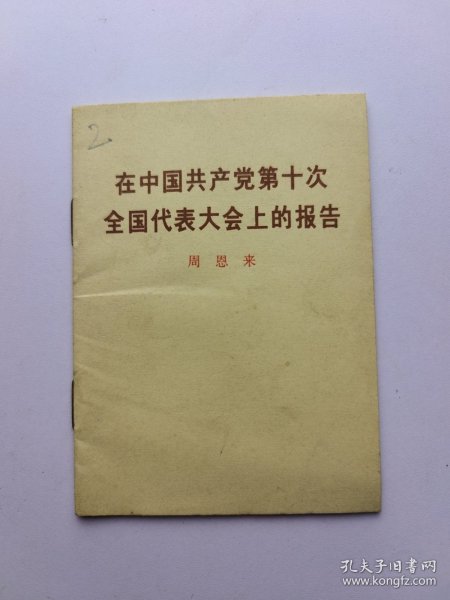 2.
在中国共产党第十次
全国代表大会上的报告
周恩来
孔夫子旧书网
www.kongfz.com